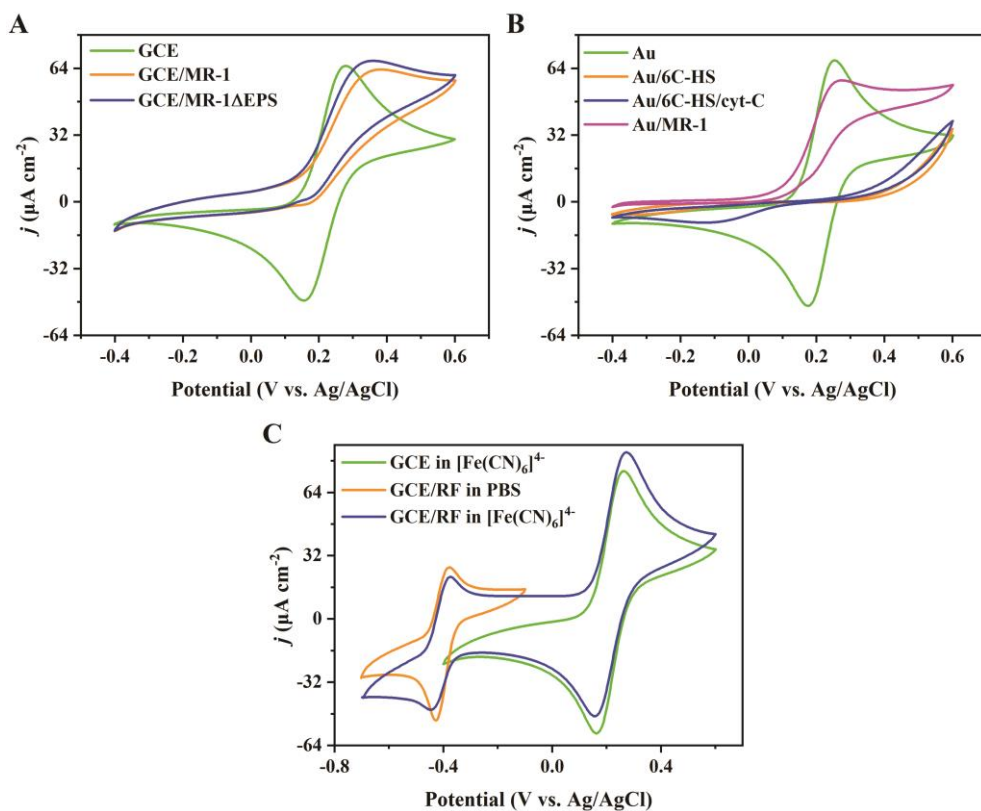 A
GCE
GCE/MR-1
GCE/MR-1ΔEPS
64
32
0
-32
-64
j (μA cm⁻²)
-0.4 -0.2 0.0 0.2 0.4 0.6
Potential (V vs. Ag/AgCl)
B
Au
Au/6C-HS
Au/6C-HS/cyt-C
Au/MR-1
64
32
0
-32
-64
j (μA cm⁻²)
-0.4 -0.2 0.0 0.2 0.4 0.6
Potential (V vs. Ag/AgCl)
C
GCE in [Fe(CN)₆]⁴⁻
GCE/RF in PBS
GCE/RF in [Fe(CN)₆]⁴⁻
64
32
0
-32
-64
j (μA cm⁻²)
-0.8 -0.4 0.0 0.4
Potential (V vs. Ag/AgCl)